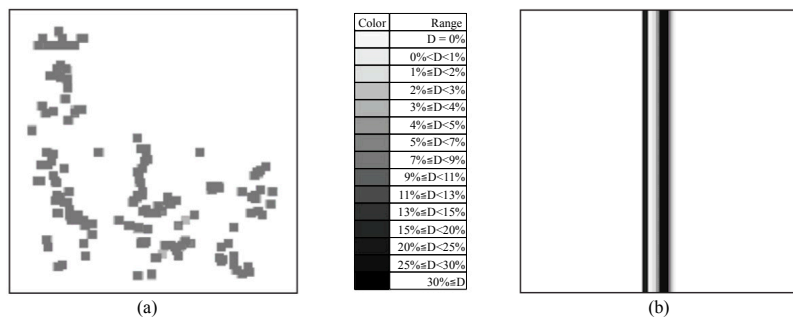 Color Range
D = 0%
0%<D<1%
1%≦D<2%
2%≦D<3%
3%≦D<4%
4%≦D<5%
5%≦D<7%
7%≦D<9%
9%≦D<11%
11%≦D<13%
13%≦D<15%
15%≦D<20%
20%≦D<25%
25%≦D<30%
30%≦D
(a)
(b)